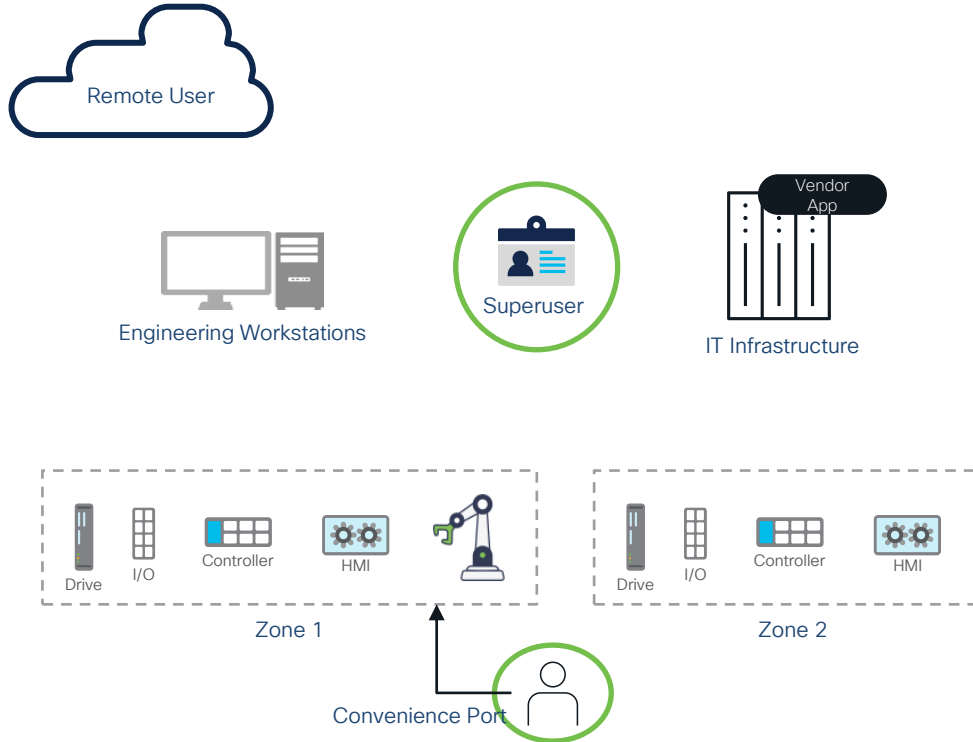 Remote User
Vendor
App
Superuser
Engineering Workstations
IT Infrastructure
Drive
I/O
Controller
HMI
Drive
I/O
Controller
HMI
Zone 1
Zone 2
Convenience Port